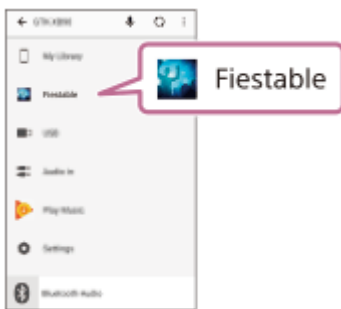 GTK-XB90
My Library
Fiestable
Fiestable
USB
Audio in
Play Music
Settings
Bluetooth Audio